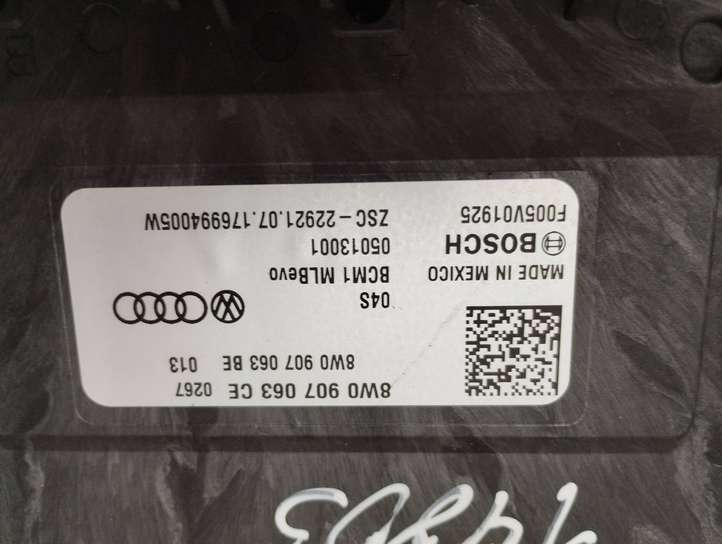 8W0 907 063 CE 0267
8W0 907 063 BE 013
04S
BCM1 MLBevo
05013001
ZSC-22921.07.176994005W
MADE IN MEXICO
BOSCH
F005V01925